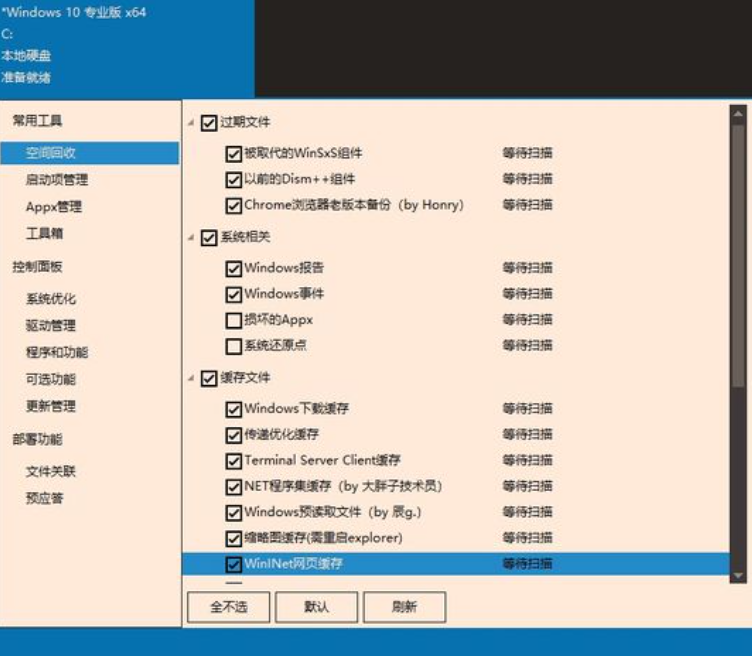 *Windows 10 专业版 x64
C:
本地硬盘
准备就绪
常用工具
空间回收
启动项管理
Appx管理
工具箱
控制面板
系统优化
驱动管理
程序和功能
可选功能
更新管理
部署功能
文件关联
预应答
过期文件
被取代的WinSxS组件 等待扫描
以前的Dism++组件 等待扫描
Chrome浏览器老版本备份（by Honry) 等待扫描
系统相关
Windows报告 等待扫描
Windows事件 等待扫描
损坏的Appx 等待扫描
系统还原点 等待扫描
缓存文件
Windows下载缓存 等待扫描
传递优化缓存 等待扫描
Terminal Server Client缓存 等待扫描
NET程序集缓存（by 大胖子技术员) 等待扫描
Windows预读取文件（by 辰g.) 等待扫描
缩略图缓存(需重启explorer) 等待扫描
WinINet网页缓存 等待扫描
全不选 默认 刷新